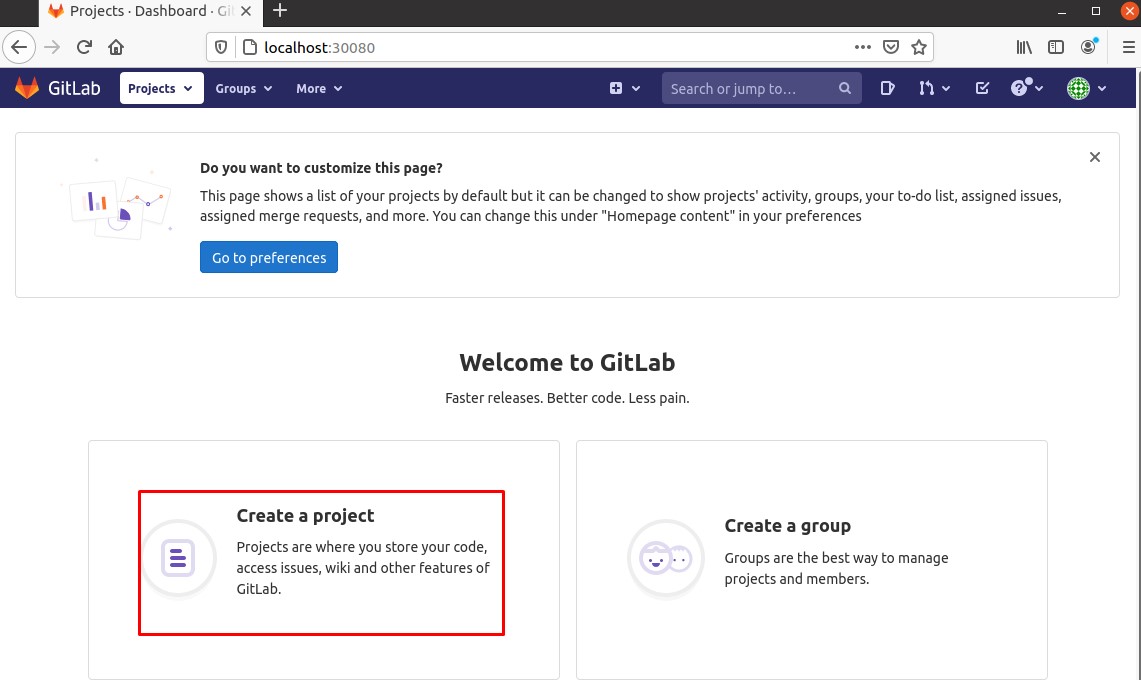 Projects · Dashboard · Git
localhost:30080
GitLab
Projects
Groups
More
Search or jump to…
Do you want to customize this page?
This page shows a list of your projects by default but it can be changed to show projects' activity, groups, your to-do list, assigned issues,
assigned merge requests, and more. You can change this under "Homepage content" in your preferences
Go to preferences
Welcome to GitLab
Faster releases. Better code. Less pain.
Create a project
Projects are where you store your code,
access issues, wiki and other features of
GitLab.
Create a group
Groups are the best way to manage
projects and members.